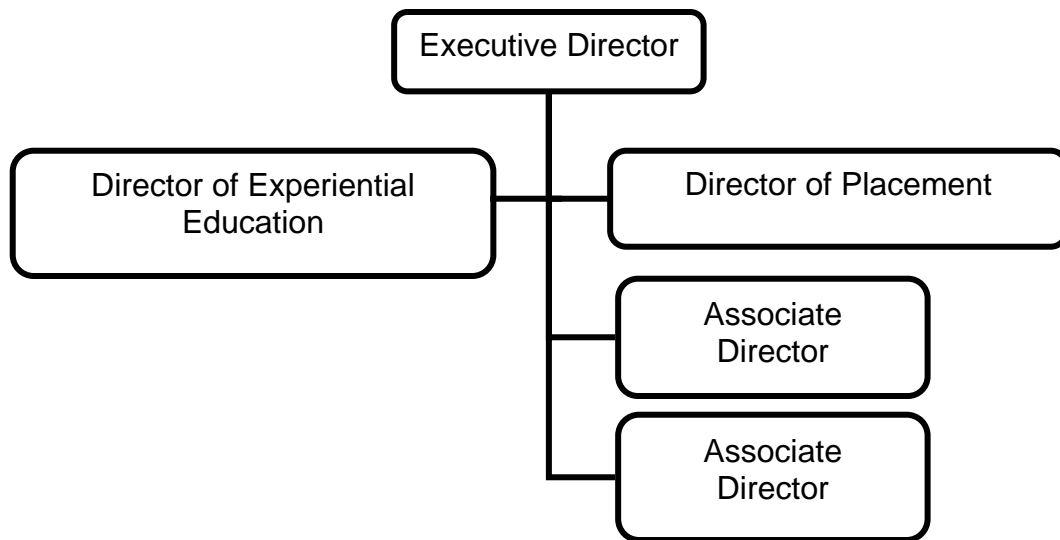 Executive Director
Director of Experiential
Education
Director of Placement
Associate
Director
Associate
Director